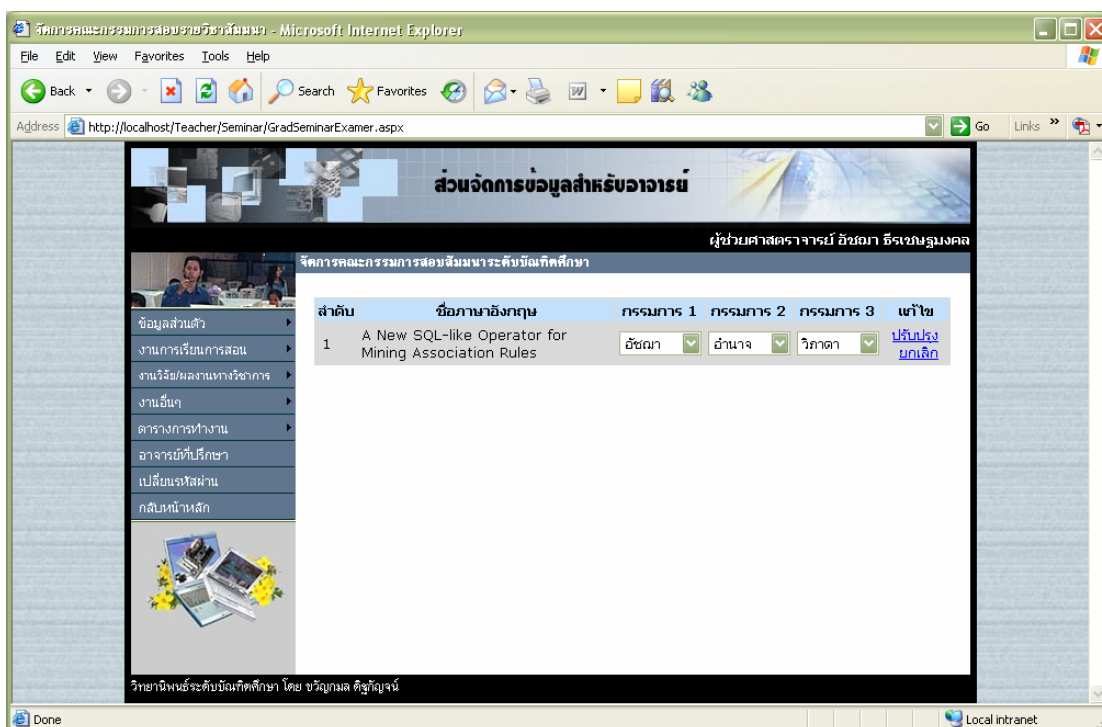 จัดการคณะกรรมการสอบรายวิชาสัมมนา - Microsoft Internet Explorer
File Edit View Favorites Tools Help
Back Search Favorites
Address http://localhost/Teacher/Seminar/GradSeminarExamer.aspx Go Links »
ส่วนจัดการข้อมูลสำหรับอาจารย์
ผู้ช่วยศาสตราจารย์ อัชฌา ธีรเชษฐมงคล
จัดการคณะกรรมการสอบสัมมนาระดับบัณฑิตศึกษา
ลำดับ ชื่อภาษาอังกฤษ กรรมการ 1 กรรมการ 2 กรรมการ 3 แก้ไข
1 A New SQL-like Operator for Mining Association Rules อัชฌา อำนาจ วิภาดา ปรับปรุง ยกเลิก
ข้อมูลส่วนตัว
งานการเรียนการสอน
งานวิจัย/ผลงานทางวิชาการ
งานอื่นๆ
ตารางการทำงาน
อาจารย์ที่ปรึกษา
เปลี่ยนรหัสผ่าน
กลับหน้าหลัก
วิทยานิพนธ์ระดับบัณฑิตศึกษา โดย ขวัญกมล ดิฐกัญจน์
Done Local intranet